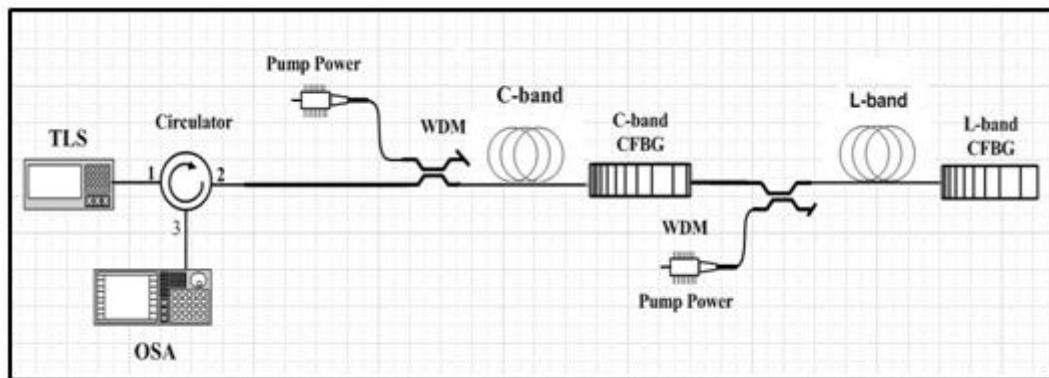 Pump Power
C-band
L-band
Circulator
WDM
C-band
CFBG
L-band
CFBG
TLS
1
2
3
WDM
Pump Power
OSA